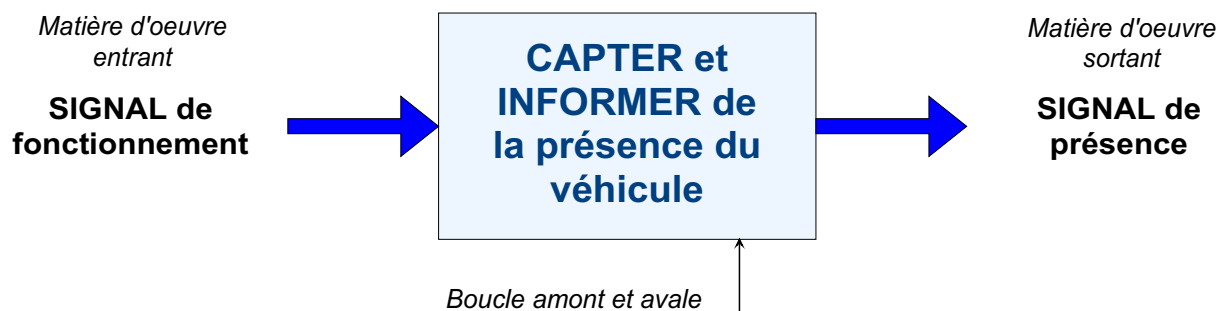 Matière d'oeuvre
entrant
SIGNAL de
fonctionnement
CAPTER et
INFORMER de
la présence du
véhicule
Matière d'oeuvre
sortant
SIGNAL de
présence
Boucle amont et avale